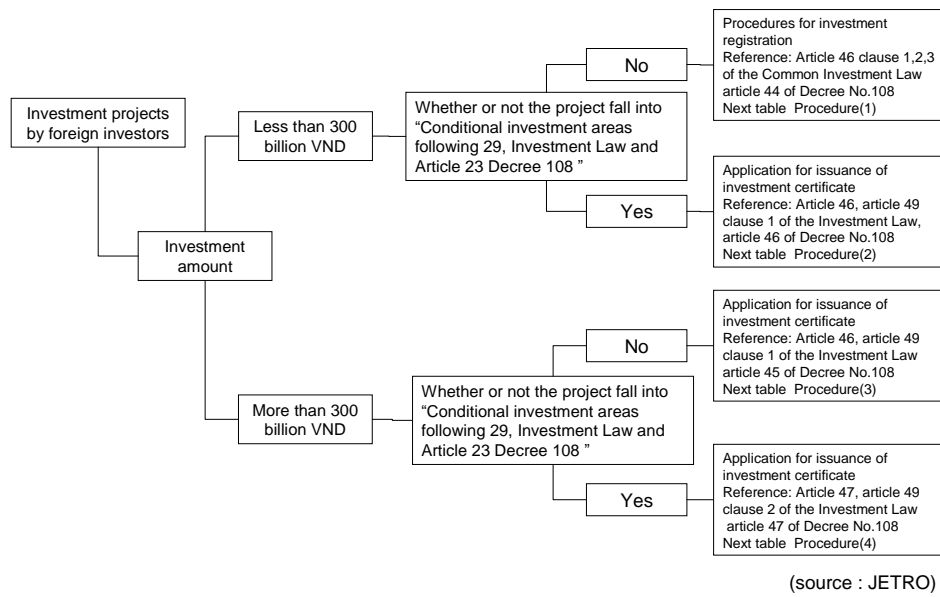 Investment projects
by foreign investors
Investment
amount
Less than 300
billion VND
Whether or not the project fall into
“Conditional investment areas
following 29, Investment Law and
Article 23 Decree 108 ”
No
Procedures for investment
registration
Reference: Article 46 clause 1,2,3
of the Common Investment Law
article 44 of Decree No.108
Next table Procedure(1)
Yes
Application for issuance of
investment certificate
Reference: Article 46, article 49
clause 1 of the Investment Law,
article 46 of Decree No.108
Next table Procedure(2)
More than 300
billion VND
Whether or not the project fall into
“Conditional investment areas
following 29, Investment Law and
Article 23 Decree 108 ”
No
Application for issuance of
investment certificate
Reference: Article 46, article 49
clause 1 of the Investment Law
article 45 of Decree No.108
Next table Procedure(3)
Yes
Application for issuance of
investment certificate
Reference: Article 47, article 49
clause 2 of the Investment Law
article 47 of Decree No.108
Next table Procedure(4)
(source : JETRO)